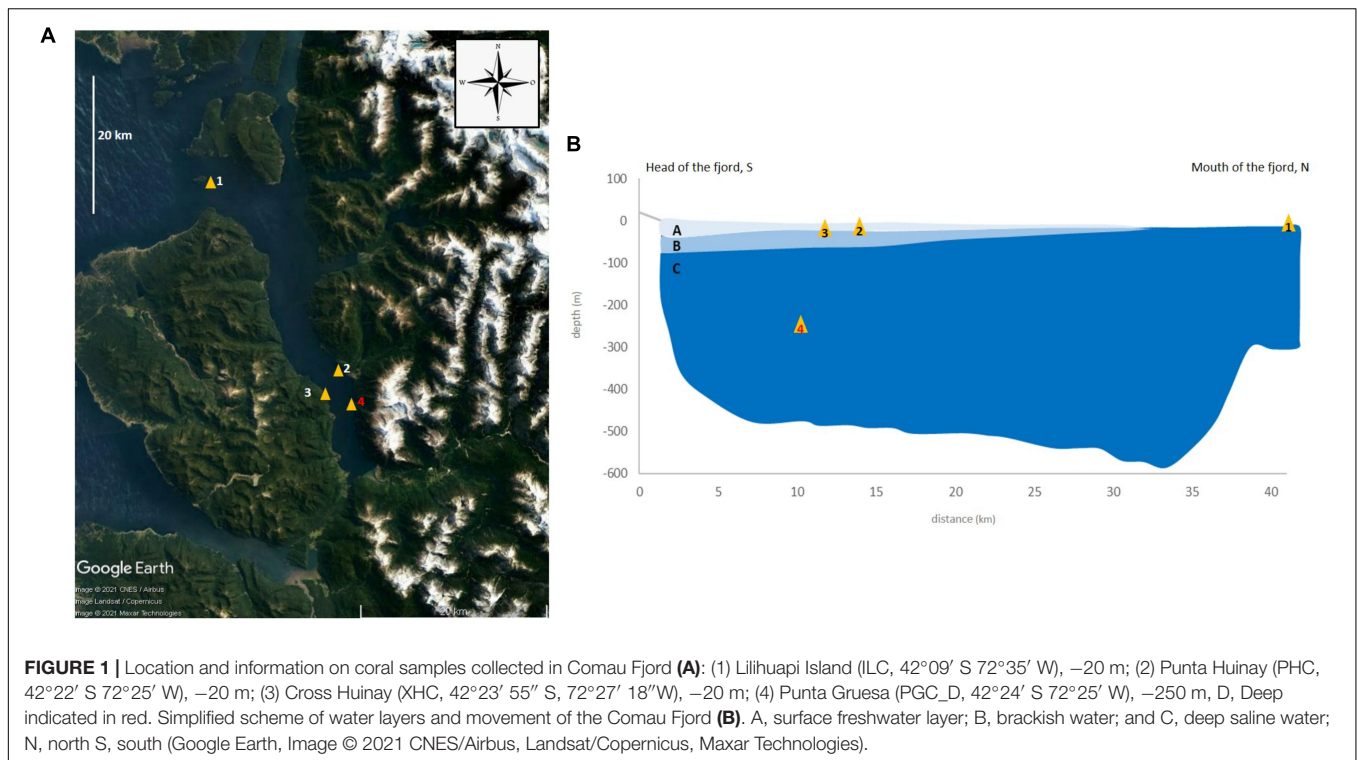 A
N
W
O
S
20 km
1
2
3
4
Google Earth
Image © 2021 CNES / Airbus
Image Landsat / Copernicus
Image © 2021 Maxar Technologies
20 km
B
Head of the fjord, S
Mouth of the fjord, N
100
0
-100
-200
-300
-400
-500
-600
depth (m)
A
B
C
3
2
1
4
0
5
10
15
20
25
30
35
40
distance (km)
FIGURE 1 | Location and information on coral samples collected in Comau Fjord (A): (1) Lilihuapi Island (ILC, 42°09′ S 72°35′ W), −20 m; (2) Punta Huinay (PHC,
42°22′ S 72°25′ W), −20 m; (3) Cross Huinay (XHC, 42°23′ 55″ S, 72°27′ 18″W), −20 m; (4) Punta Gruesa (PGC_D, 42°24′ S 72°25′ W), −250 m, D, Deep
indicated in red. Simplified scheme of water layers and movement of the Comau Fjord (B). A, surface freshwater layer; B, brackish water; and C, deep saline water;
N, north S, south (Google Earth, Image © 2021 CNES/Airbus, Landsat/Copernicus, Maxar Technologies).